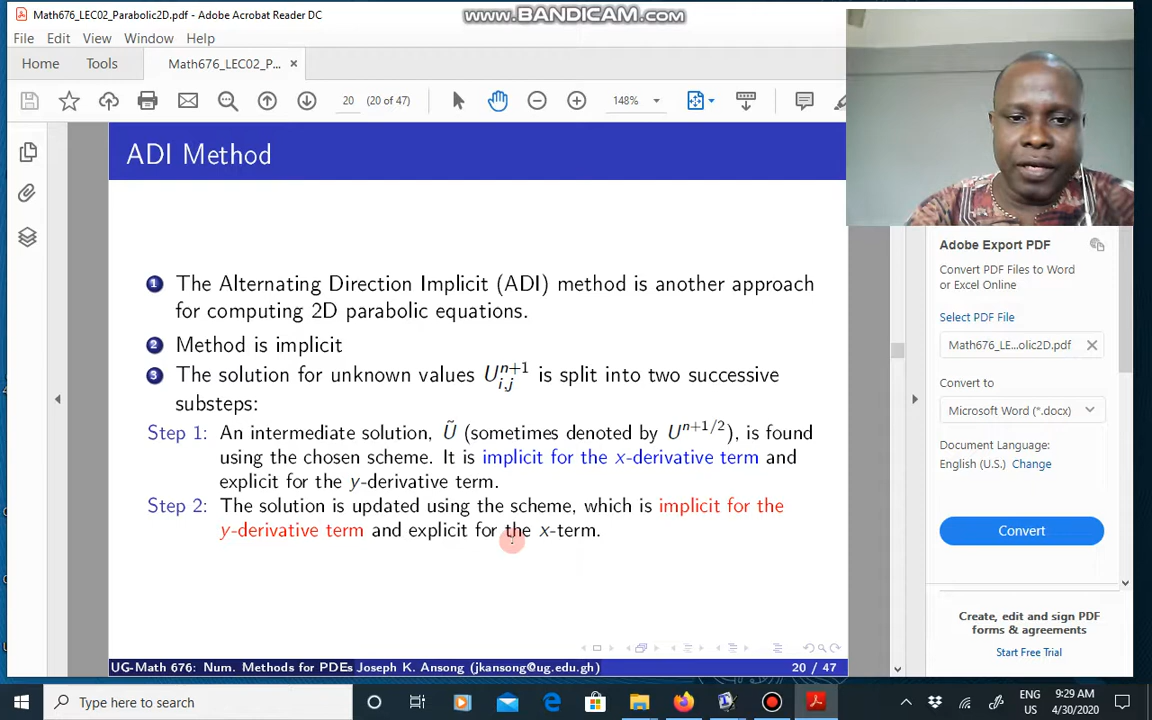 Math676_LEC02_Parabolic2D.pdf - Adobe Acrobat Reader DC
www.BANDICAM.com
File Edit View Window Help
Home Tools Math676_LEC02_P... ×
20 (20 of 47) 148%
ADI Method
1 The Alternating Direction Implicit (ADI) method is another approach
for computing 2D parabolic equations.
2 Method is implicit
3 The solution for unknown values U^{n+1}_{i,j} is split into two successive
substeps:
Step 1: An intermediate solution, Ũ (sometimes denoted by U^{n+1/2}), is found
using the chosen scheme. It is implicit for the x-derivative term and
explicit for the y-derivative term.
Step 2: The solution is updated using the scheme, which is implicit for the
y-derivative term and explicit for the x-term.
UG-Math 676: Num. Methods for PDEs Joseph K. Ansong (jkansong@ug.edu.gh) 20 / 47
Adobe Export PDF
Convert PDF Files to Word
or Excel Online
Select PDF File
Math676_LE...olic2D.pdf ×
Convert to
Microsoft Word (*.docx)
Document Language:
English (U.S.) Change
Convert
Create, edit and sign PDF
forms & agreements
Start Free Trial
Type here to search
ENG
US
9:29 AM
4/30/2020